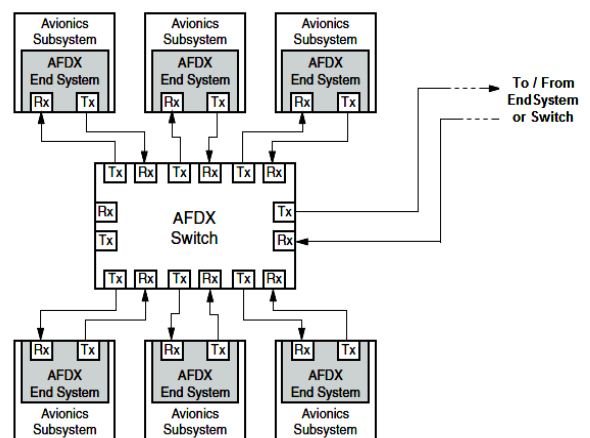 Avionics
Subsystem
AFDX
End System
Rx Tx
Avionics
Subsystem
AFDX
End System
Rx Tx
Avionics
Subsystem
AFDX
End System
Rx Tx
To / From
End System
or Switch
Tx Rx Tx Rx Tx Rx
Rx
Tx
AFDX
Switch
Tx
Rx
Tx Rx Tx Rx Tx Rx
Rx Tx
AFDX
End System
Avionics
Subsystem
Rx Tx
AFDX
End System
Avionics
Subsystem
Rx Tx
AFDX
End System
Avionics
Subsystem